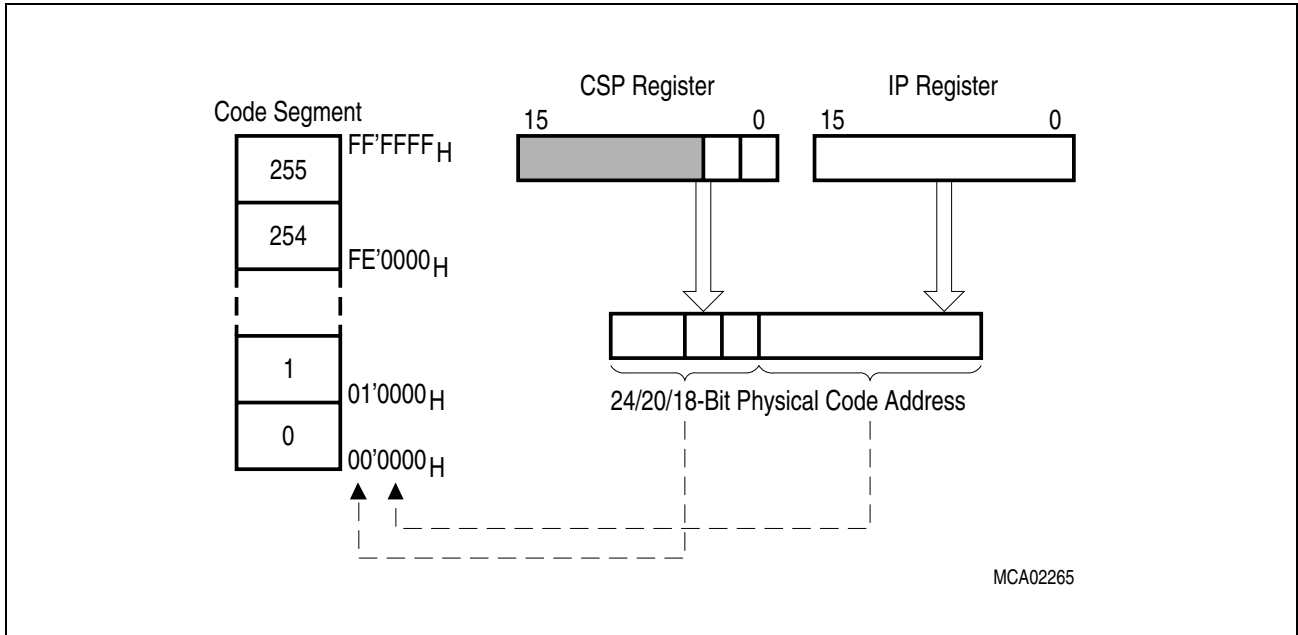 CSP Register
IP Register
Code Segment
15 0
15 0
FF'FFFFH
255
254
FE'0000H
1
01'0000H
24/20/18-Bit Physical Code Address
0
00'0000H
MCA02265